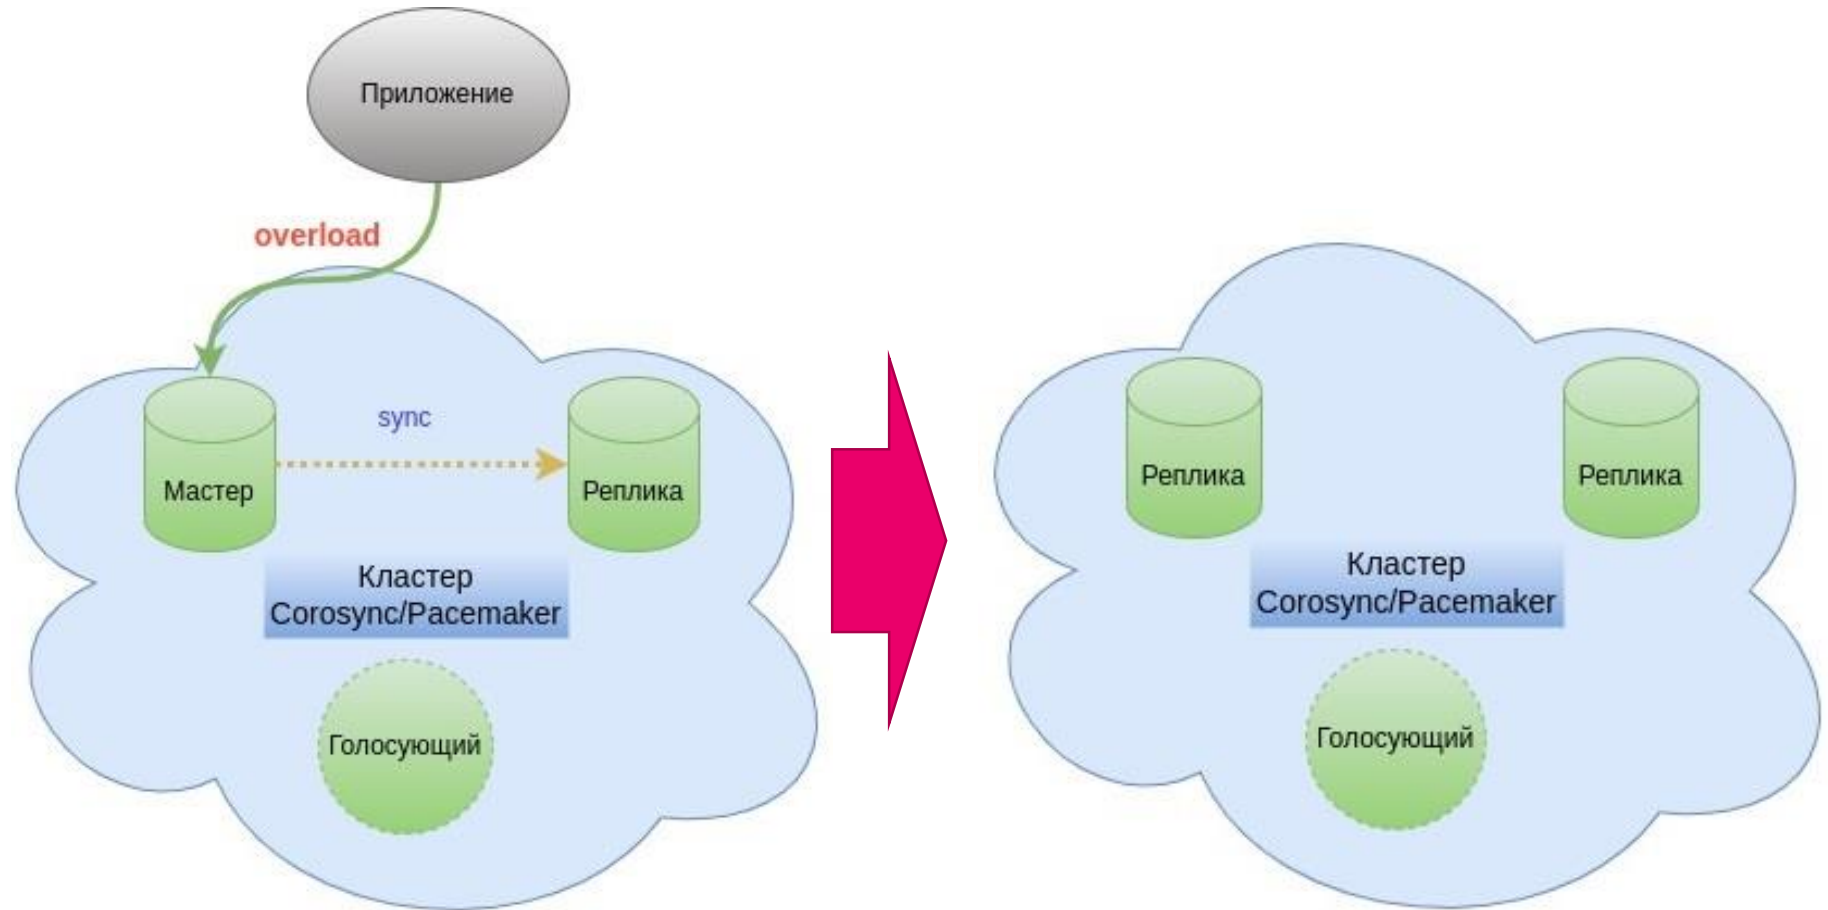 Приложение
overload
sync
Мастер
Реплика
Кластер
Corosync/Pacemaker
Голосующий
Реплика
Реплика
Кластер
Corosync/Pacemaker
Голосующий